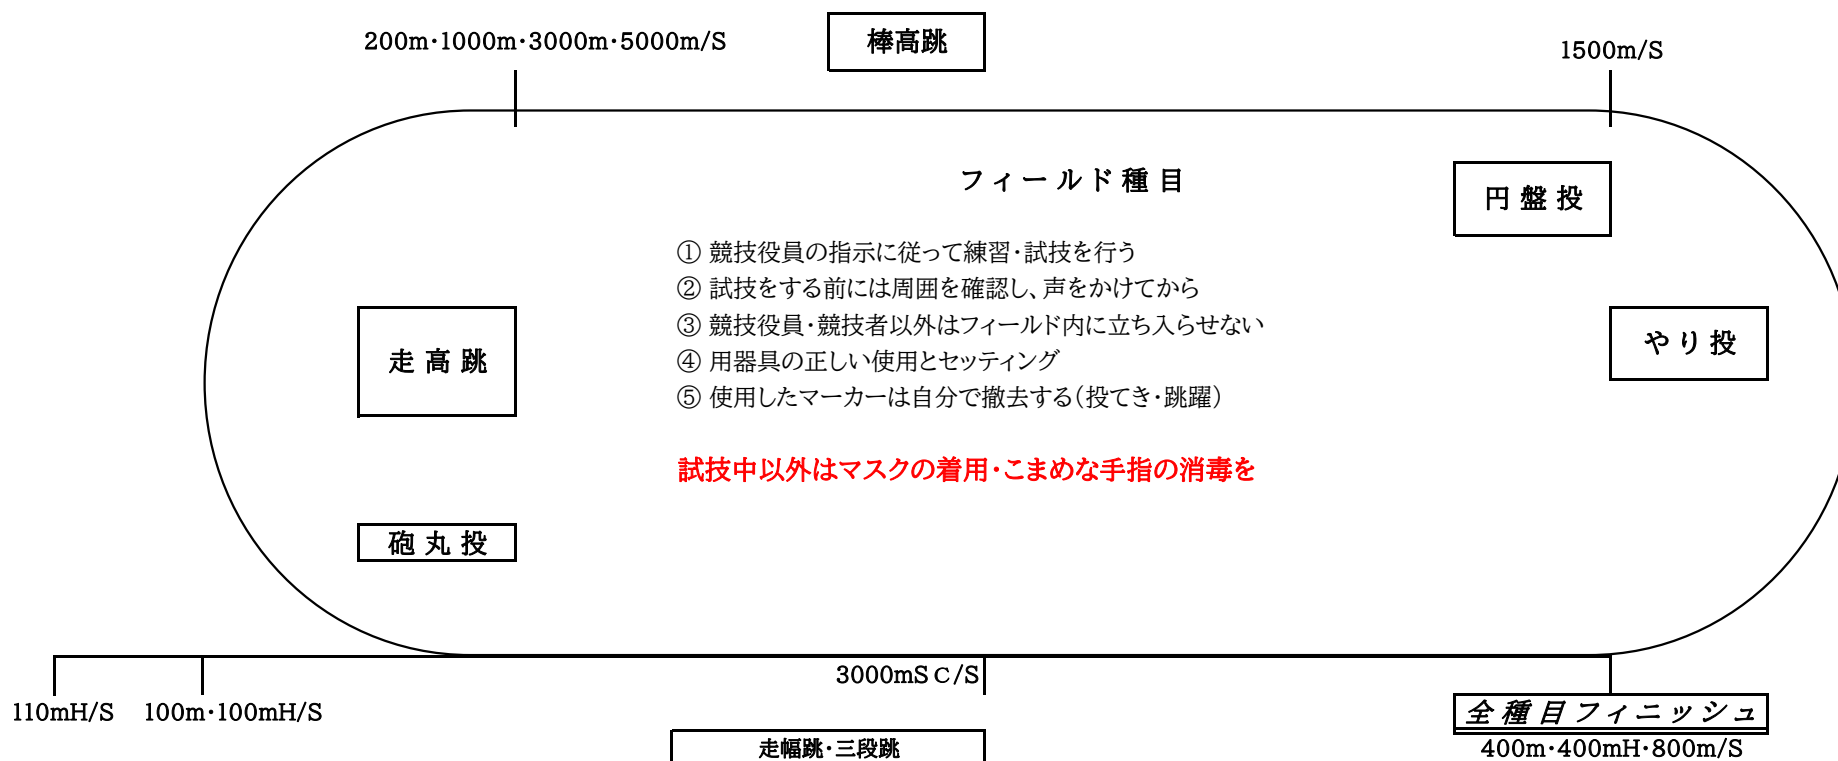 200m・1000m・3000m・5000m/S
棒高跳
1500m/S
フィールド種目
円盤投
① 競技役員の指示に従って練習・試技を行う
② 試技をする前には周囲を確認し、声をかけてから
③ 競技役員・競技者以外はフィールド内に立ち入らせない
④ 用器具の正しい使用とセッティング
⑤ 使用したマーカーは自分で撤去する(投てき・跳躍)
走高跳
やり投
試技中以外はマスクの着用・こまめな手指の消毒を
砲丸投
3000mSC/S
110mH/S
100m・100mH/S
全種目フィニッシュ
400m・400mH・800m/S
走幅跳・三段跳